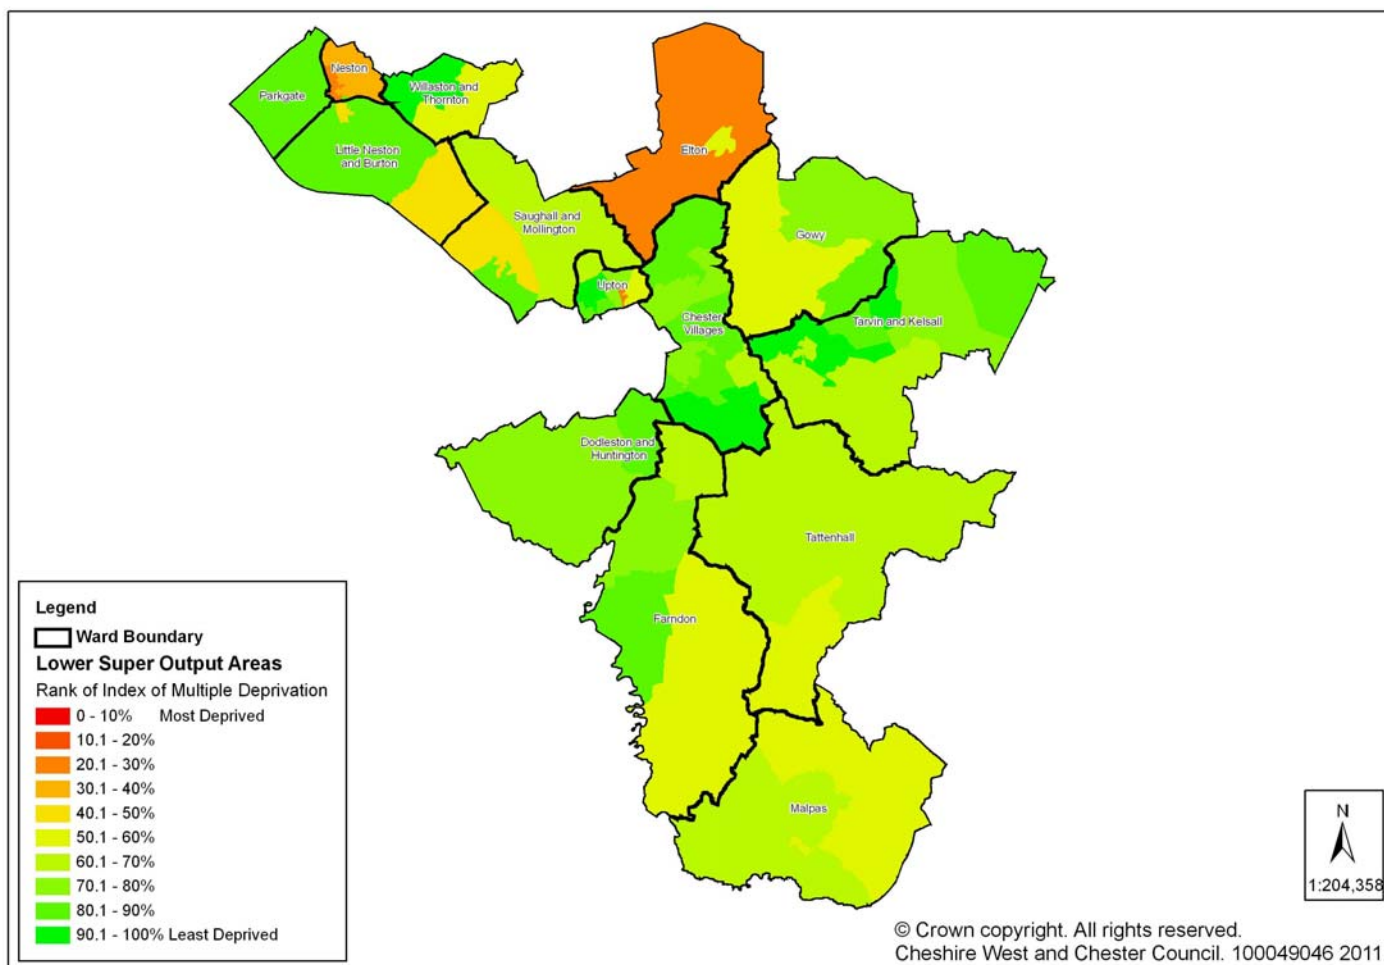 Neston
Parkgate
Willaston and
Thornton
Little Neston
and Burton
Elton
Saughall and
Mollington
Gowy
Upton
Chester
Villages
Tarvin and Kelsall
Dodleston and
Huntington
Tattenhall
Farndon
Malpas
Legend
Ward Boundary
Lower Super Output Areas
Rank of Index of Multiple Deprivation
0 - 10% Most Deprived
10.1 - 20%
20.1 - 30%
30.1 - 40%
40.1 - 50%
50.1 - 60%
60.1 - 70%
70.1 - 80%
80.1 - 90%
90.1 - 100% Least Deprived
N
1:204,358
© Crown copyright. All rights reserved.
Cheshire West and Chester Council. 100049046 2011